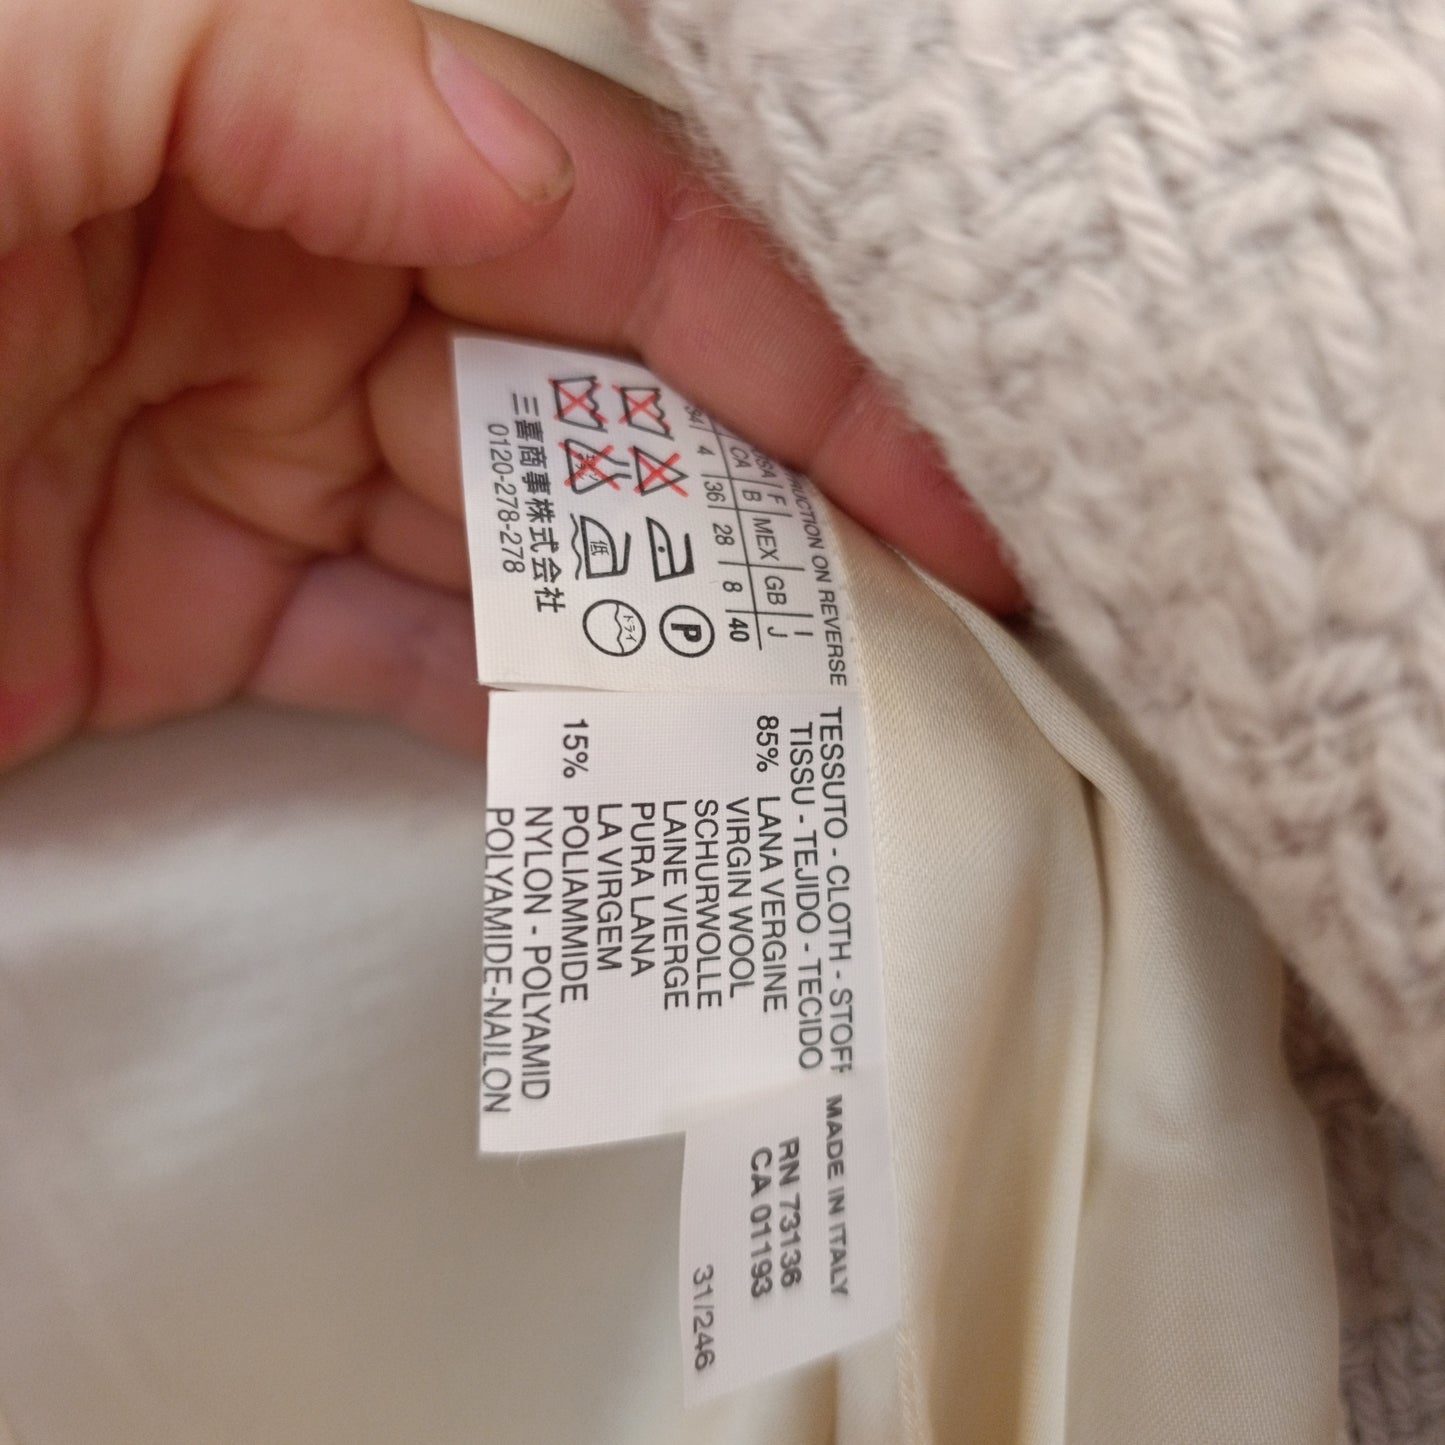 RUCTION ON REVERSE
USA F I
CA B MEX GB J
34 4 36 28 8 40
P
低 ドライ
三喜商事株式会社
0120-278-278
TESSUTO - CLOTH - STOFF
TISSU - TEJIDO - TECIDO
85% LANA VERGINE
VIRGIN WOOL
SCHURWOLLE
LAINE VIERGE
PURA LANA
LA VIRGEM
15% POLIAMMIDE
NYLON - POLYAMID
POLYAMIDE-NAILON
MADE IN ITALY
RN 73136
CA 01193
31/246